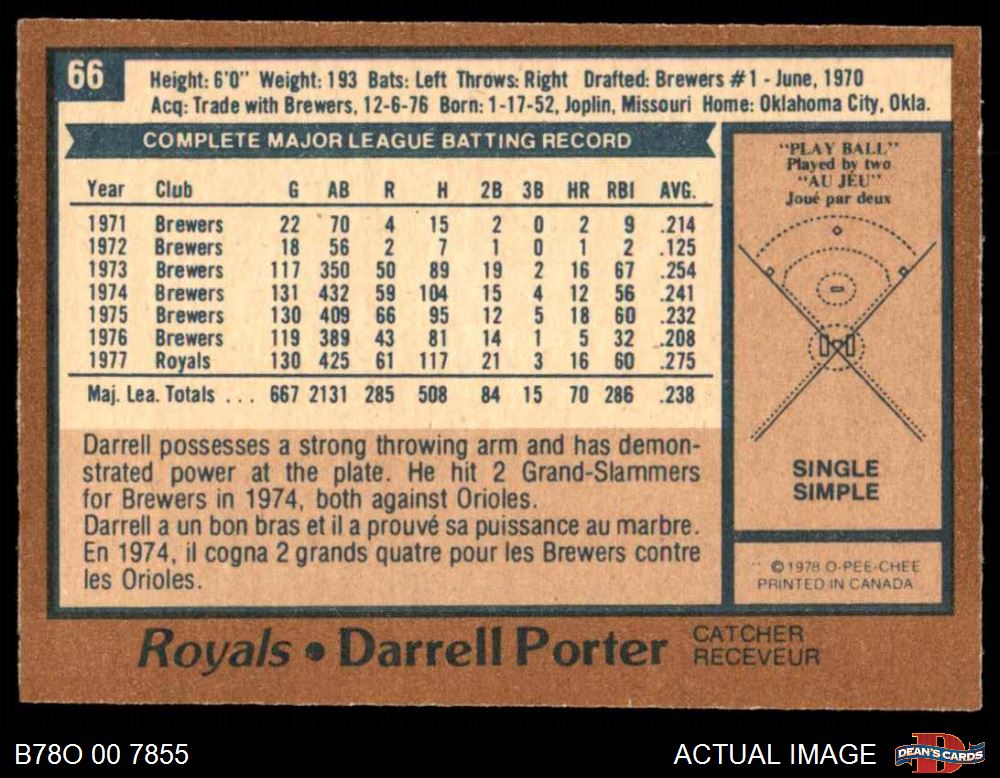 66
Height: 6'0" Weight: 193 Bats: Left Throws: Right Drafted: Brewers #1 - June, 1970
Acq: Trade with Brewers, 12-6-76 Born: 1-17-52, Joplin, Missouri Home: Oklahoma City, Okla.
COMPLETE MAJOR LEAGUE BATTING RECORD
Year Club G AB R H 2B 3B HR RBI AVG.
1971 Brewers 22 70 4 15 2 0 2 9 .214
1972 Brewers 18 56 2 7 1 0 1 2 .125
1973 Brewers 117 350 50 89 19 2 16 67 .254
1974 Brewers 131 432 59 104 15 4 12 56 .241
1975 Brewers 130 409 66 95 12 5 18 60 .232
1976 Brewers 119 389 43 81 14 1 5 32 .208
1977 Royals 130 425 61 117 21 3 16 60 .275
Maj. Lea. Totals . . . 667 2131 285 508 84 15 70 286 .238
Darrell possesses a strong throwing arm and has demon-
strated power at the plate. He hit 2 Grand-Slammers
for Brewers in 1974, both against Orioles.
Darrell a un bon bras et il a prouvé sa puissance au marbre.
En 1974, il cogna 2 grands quatre pour les Brewers contre
les Orioles.
"PLAY BALL"
Played by two
"AU JEU"
Joué par deux
SINGLE
SIMPLE
© 1978 O-PEE-CHEE
PRINTED IN CANADA
Royals • Darrell Porter
CATCHER
RECEVEUR
B78O 00 7855
ACTUAL IMAGE
DEAN'S CARDS